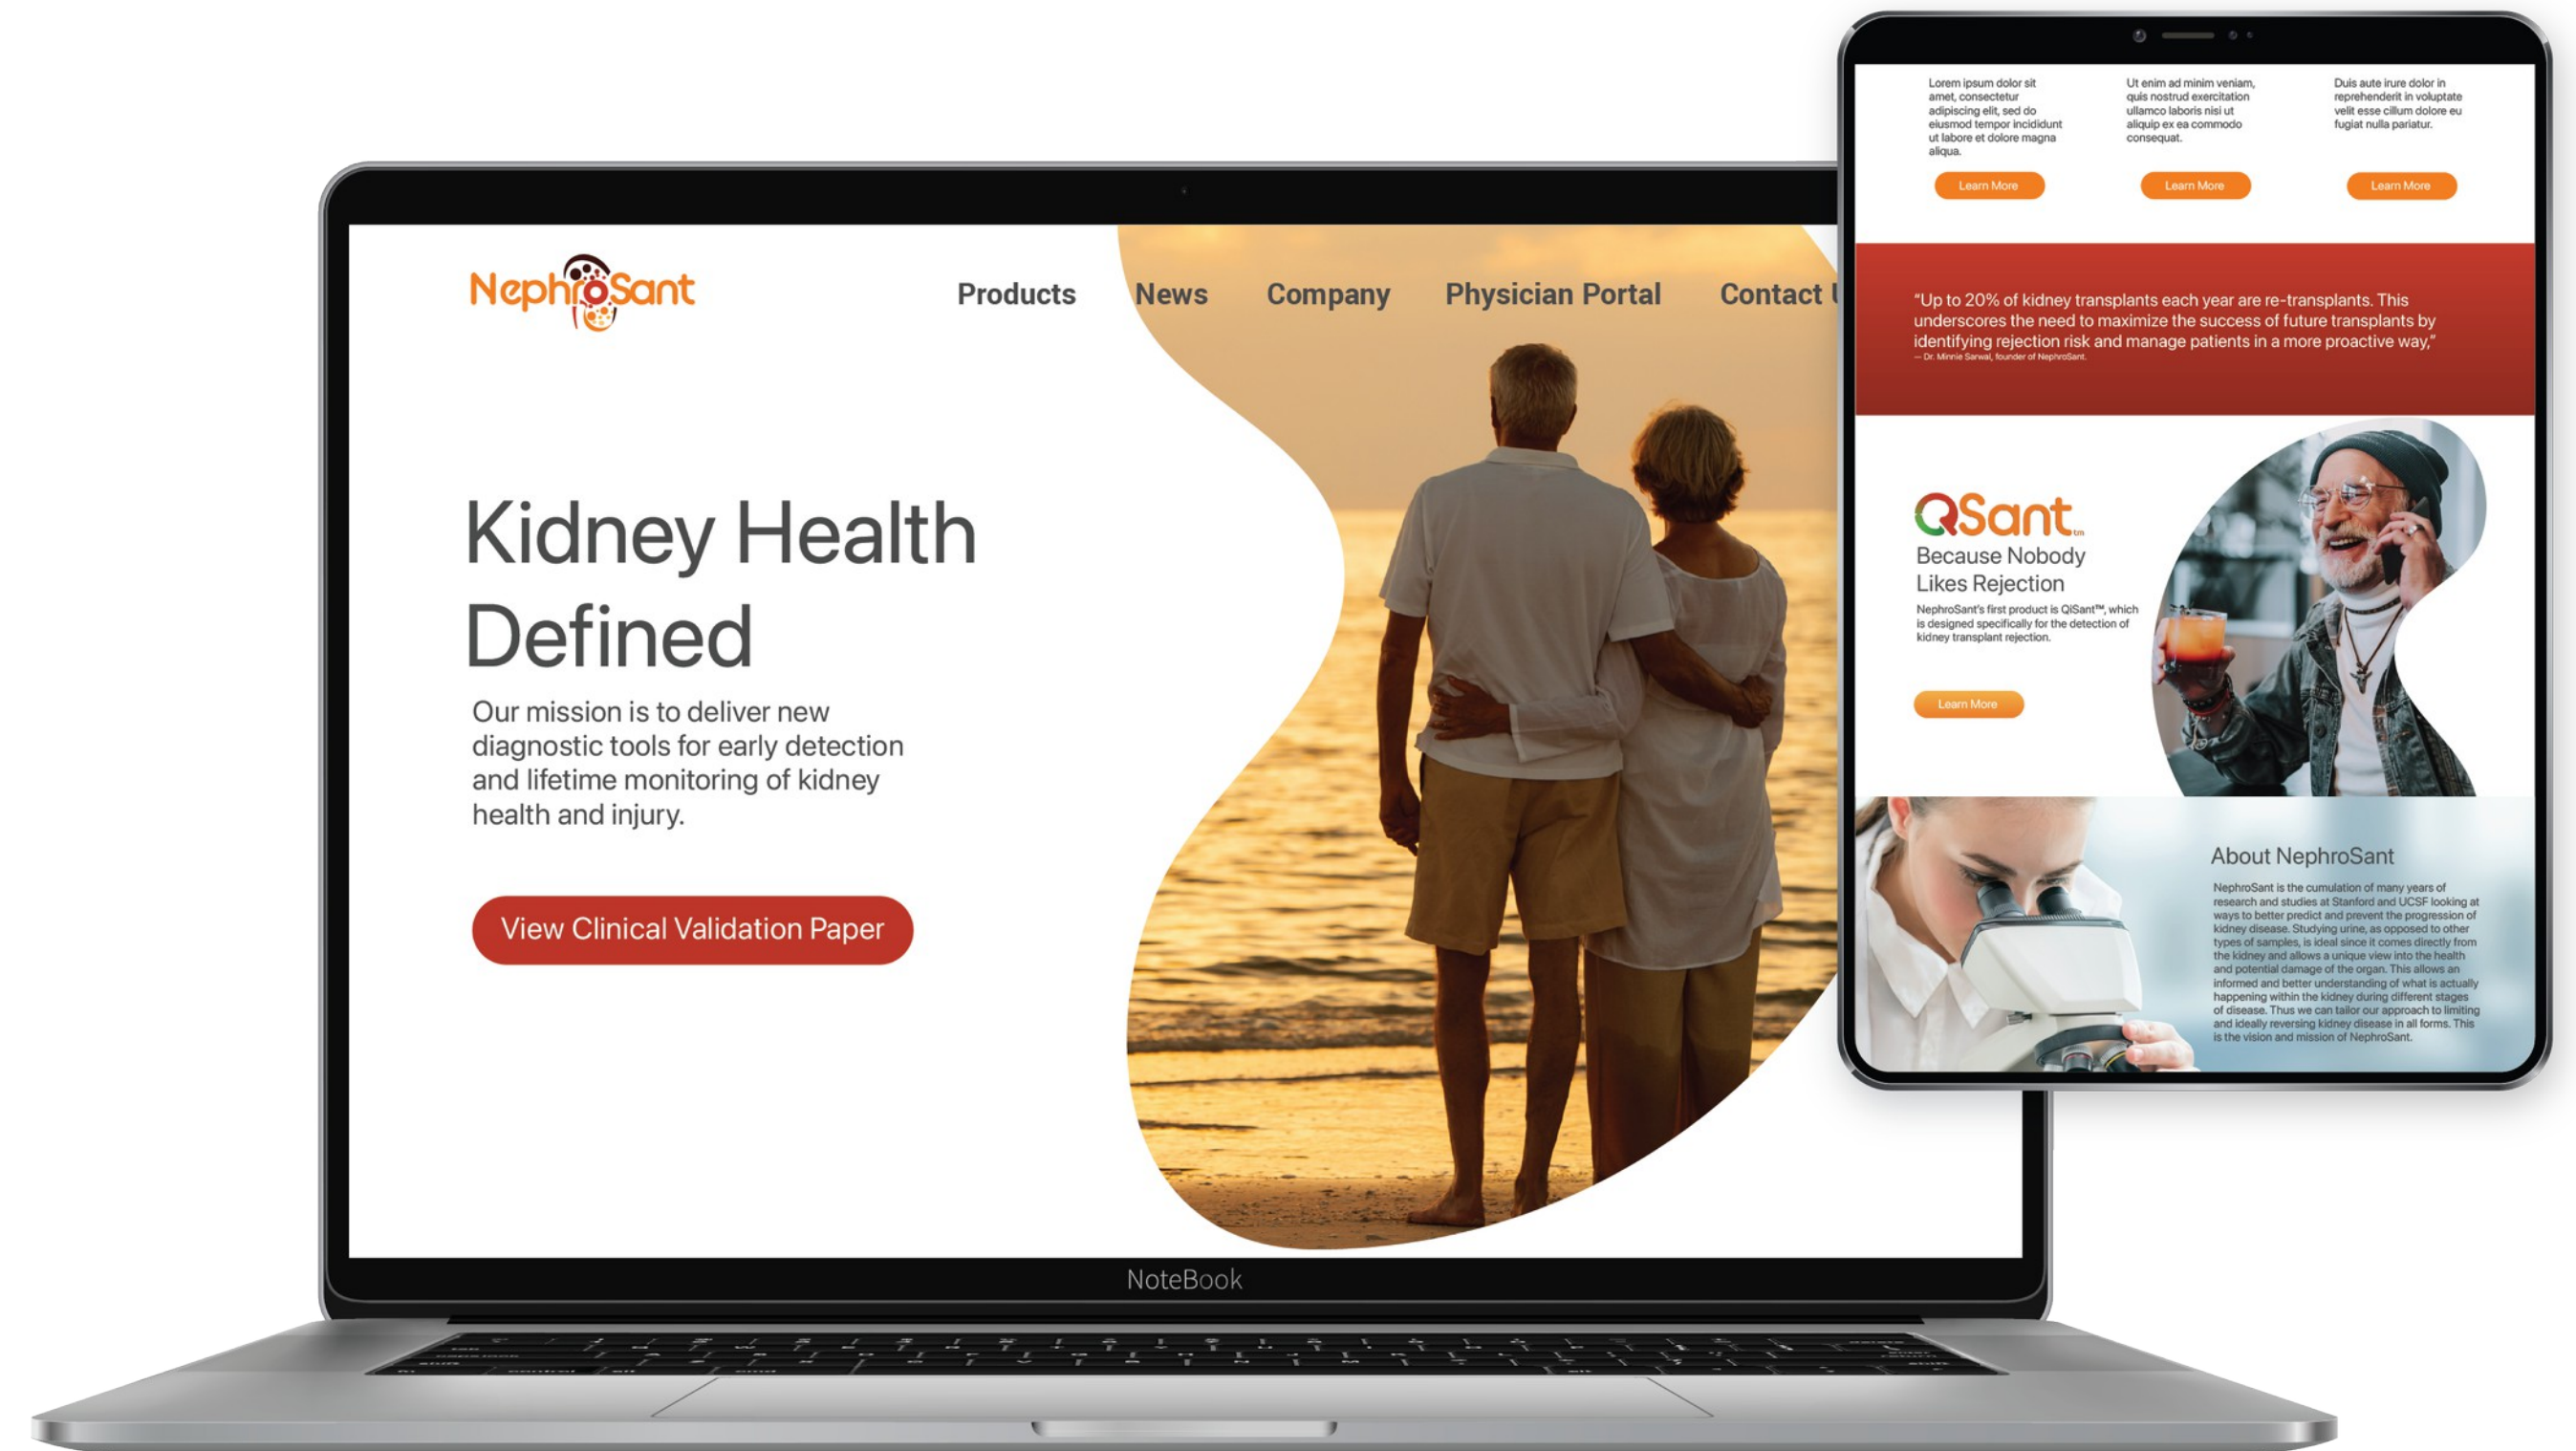 NephroSant
Products
News
Company
Physician Portal
Contact
Kidney Health
Defined
Our mission is to deliver new
diagnostic tools for early detection
and lifetime monitoring of kidney
health and injury.
View Clinical Validation Paper
NoteBook
Lorem ipsum dolor sit
amet, consectetur
adipiscing elit, sed do
eiusmod tempor incididunt
ut labore et dolore magna
aliqua.
Learn More
Ut enim ad minim veniam,
quis nostrud exercitation
ullamco laboris nisi ut
aliquip ex ea commodo
consequat.
Learn More
Duis aute irure dolor in
reprehenderit in voluptate
velit esse cillum dolore eu
fugiat nulla pariatur.
Learn More
"Up to 20% of kidney transplants each year are re-transplants. This
underscores the need to maximize the success of future transplants by
identifying rejection risk and manage patients in a more proactive way,"
— Dr. Minnie Sarwal, founder of NephroSant.
QSant tm
Because Nobody
Likes Rejection
NephroSant's first product is QiSant™, which
is designed specifically for the detection of
kidney transplant rejection.
Learn More
About NephroSant
NephroSant is the cumulation of many years of
research and studies at Stanford and UCSF looking at
ways to better predict and prevent the progression of
kidney disease. Studying urine, as opposed to other
types of samples, is ideal since it comes directly from
the kidney and allows a unique view into the health
and potential damage of the organ. This allows an
informed and better understanding of what is actually
happening within the kidney during different stages
of disease. Thus we can tailor our approach to limiting
and ideally reversing kidney disease in all forms. This
is the vision and mission of NephroSant.